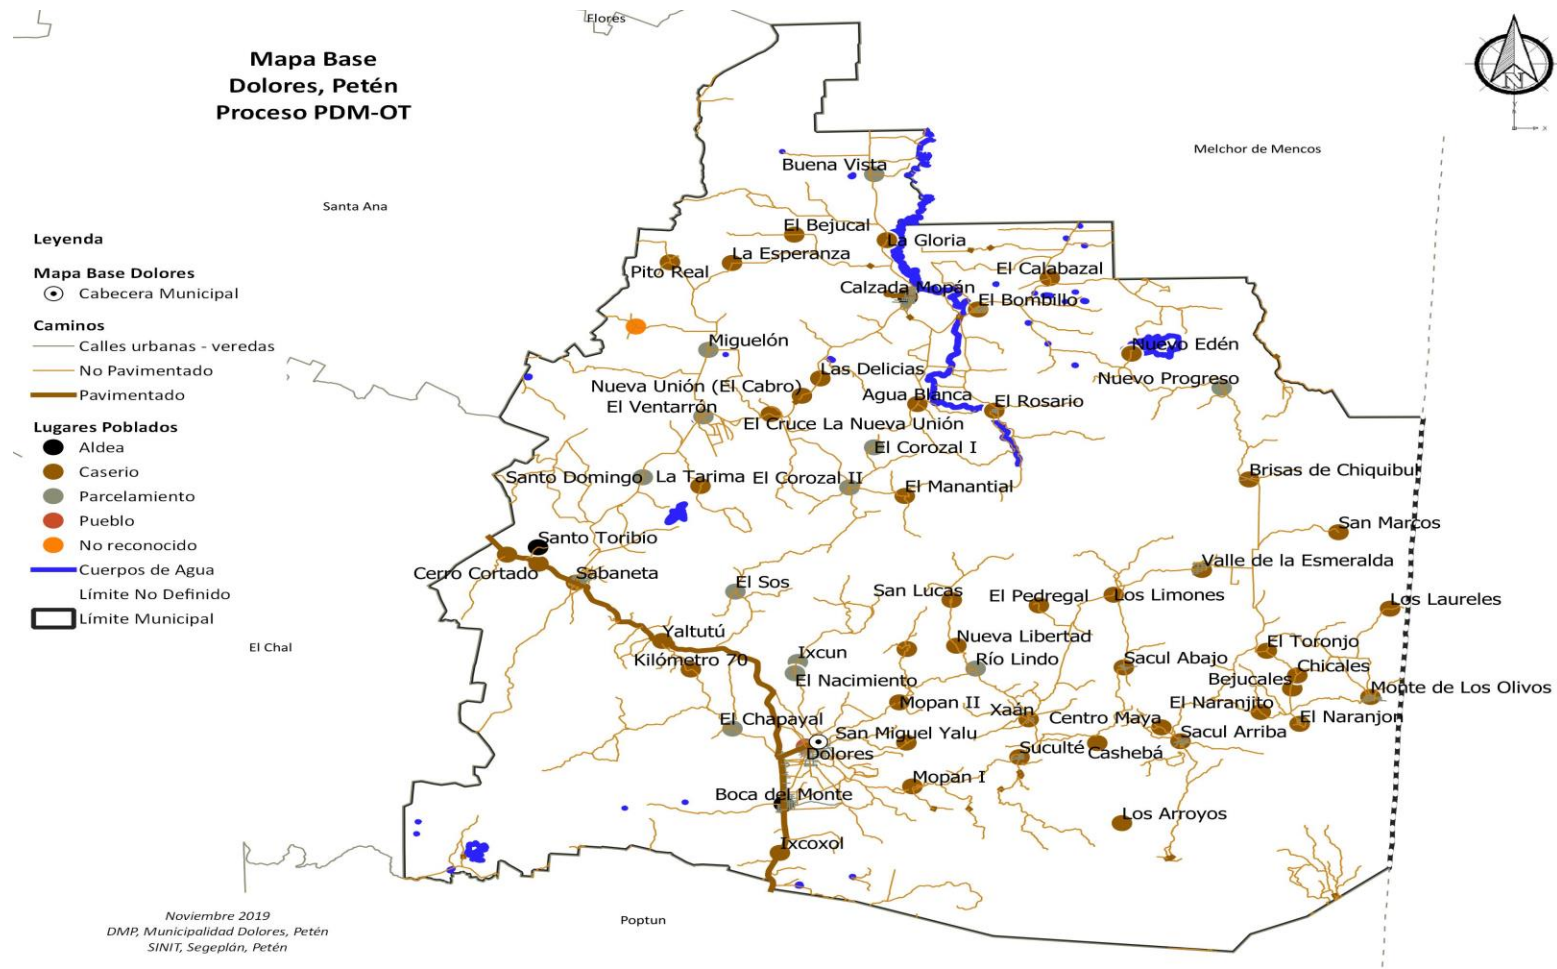 Flores
Mapa Base
Dolores, Petén
Proceso PDM-OT
N
Y
X
Melchor de Mencos
Santa Ana
Leyenda
Mapa Base Dolores
Cabecera Municipal
Caminos
Calles urbanas - veredas
No Pavimentado
Pavimentado
Lugares Poblados
Aldea
Caserio
Parcelamiento
Pueblo
No reconocido
Cuerpos de Agua
Límite No Definido
Límite Municipal
Buena Vista
El Bejucal
La Gloria
La Esperanza
Pito Real
El Calabazal
Calzada Mopán
El Bombillo
Miguelón
Nuevo Edén
Las Delicias
Nuevo Progreso
Nueva Unión (El Cabro)
Agua Blanca
El Rosario
El Ventarrón
El Cruce La Nueva Unión
El Corozal I
Santo Domingo
La Tarima
El Corozal II
El Manantial
Brisas de Chiquibul
San Marcos
Santo Toribio
Cerro Cortado
Sabaneta
Valle de la Esmeralda
El Sos
San Lucas
El Pedregal
Los Limones
Los Laureles
Yaltutú
Nueva Libertad
El Toronjo
Kilómetro 70
Ixcun
Río Lindo
Sacul Abajo
Chicales
El Nacimiento
Bejucales
Monte de Los Olivos
Mopan II
Xaán
El Naranjito
El Chapayal
Centro Maya
El Naranjon
San Miguel Yalu
Sacul Arriba
Dolores
Suculté
Cashebá
Mopan I
Boca del Monte
Los Arroyos
Ixcoxol
El Chal
Poptun
Noviembre 2019
DMP, Municipalidad Dolores, Petén
SINIT, Segeplán, Petén